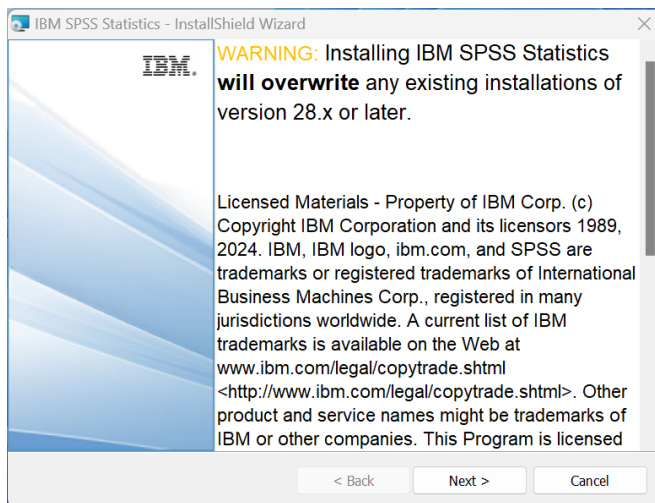 IBM SPSS Statistics - InstallShield Wizard
IBM.
WARNING: Installing IBM SPSS Statistics
will overwrite any existing installations of
version 28.x or later.
Licensed Materials - Property of IBM Corp. (c)
Copyright IBM Corporation and its licensors 1989,
2024. IBM, IBM logo, ibm.com, and SPSS are
trademarks or registered trademarks of International
Business Machines Corp., registered in many
jurisdictions worldwide. A current list of IBM
trademarks is available on the Web at
www.ibm.com/legal/copytrade.shtml
<http://www.ibm.com/legal/copytrade.shtml>. Other
product and service names might be trademarks of
IBM or other companies. This Program is licensed
< Back Next > Cancel